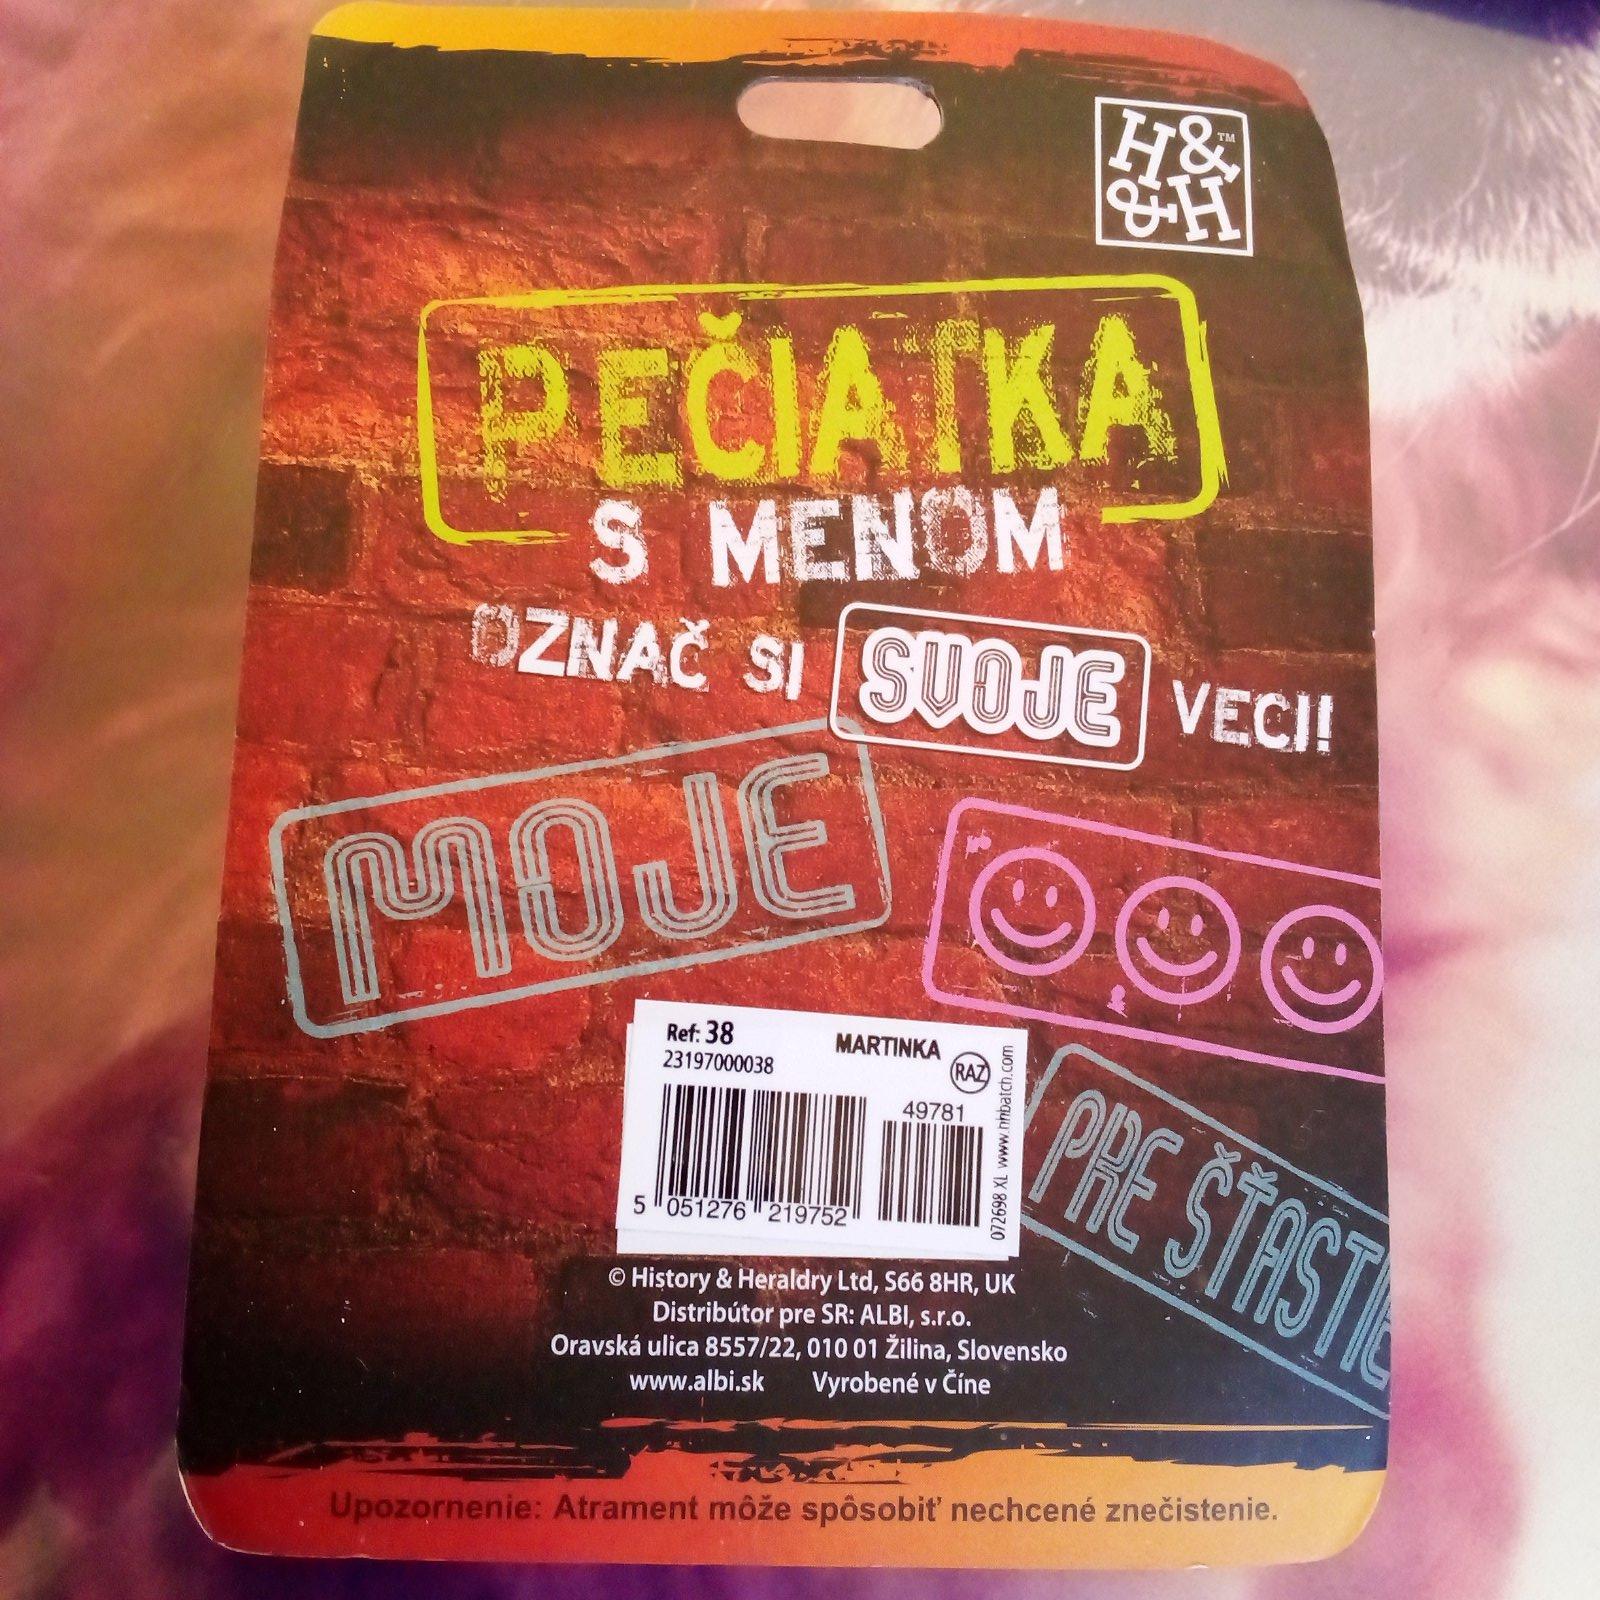 H&™
&H
PEČIATKA
S MENOM
OZNAČ SI SVOJE VECI!
MOJE
PRE ŠŤASTIE
Ref: 38 MARTINKA
23197000038 RAZ
49781
5 051276 219752
072698 XL www.hhbatch.com
© History & Heraldry Ltd, S66 8HR, UK
Distribútor pre SR: ALBI, s.r.o.
Oravská ulica 8557/22, 010 01 Žilina, Slovensko
www.albi.sk Vyrobené v Číne
Upozornenie: Atrament môže spôsobiť nechcené znečistenie.